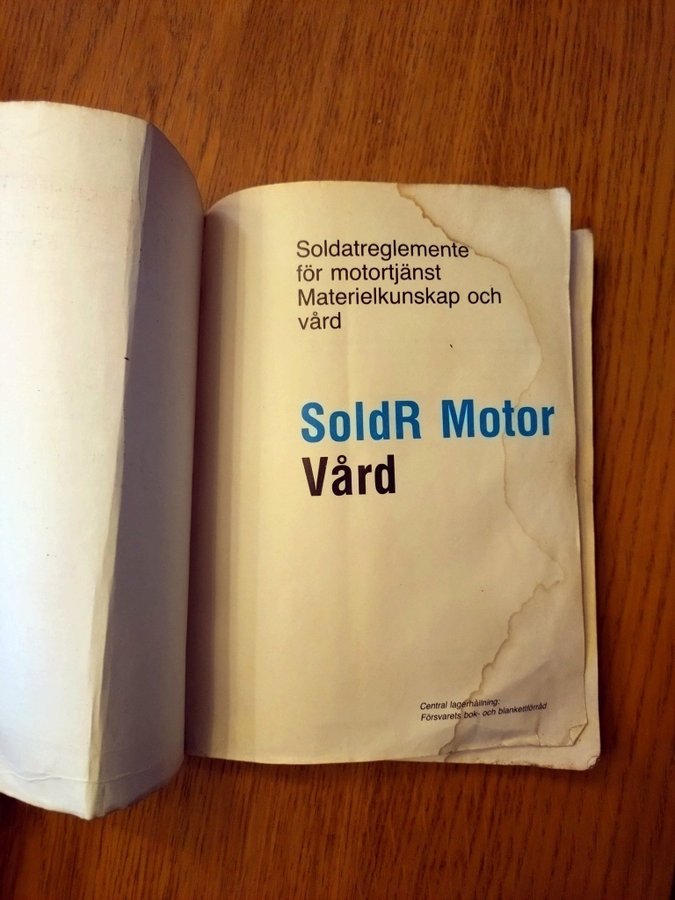 Soldatreglemente
för motortjänst
Materielkunskap och
vård
SoldR Motor
Vård
Central lagerhållning:
Försvarets bok- och blankettförråd